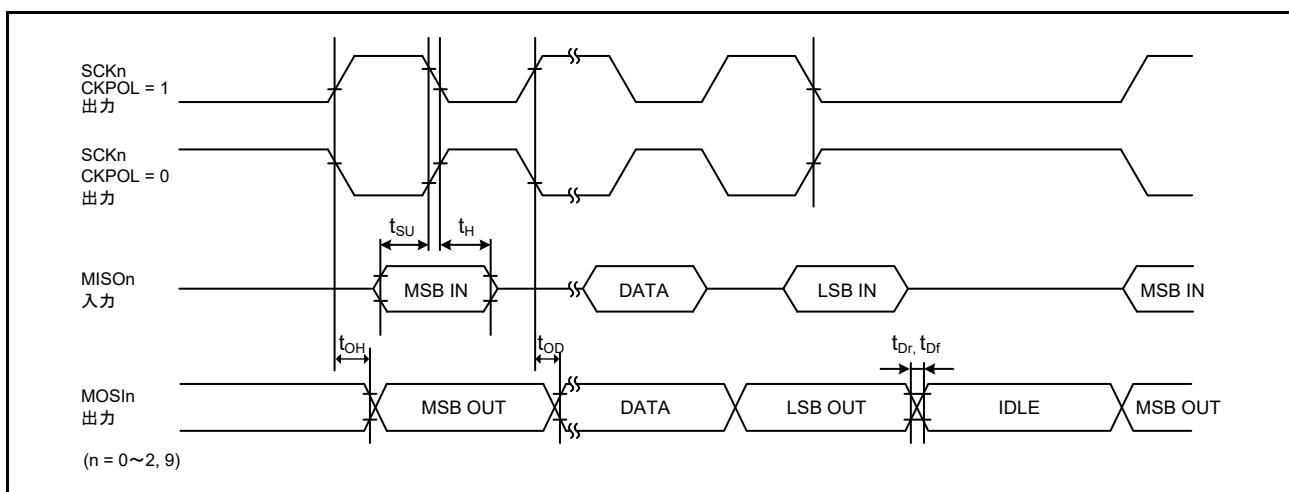 SCKn
CKPOL = 1
出力
SCKn
CKPOL = 0
出力
tSU
tH
MISOn
入力
MSB IN
DATA
LSB IN
MSB IN
tOH
tOD
tDr, tDf
MOSIn
出力
MSB OUT
DATA
LSB OUT
IDLE
MSB OUT
(n = 0～2, 9)